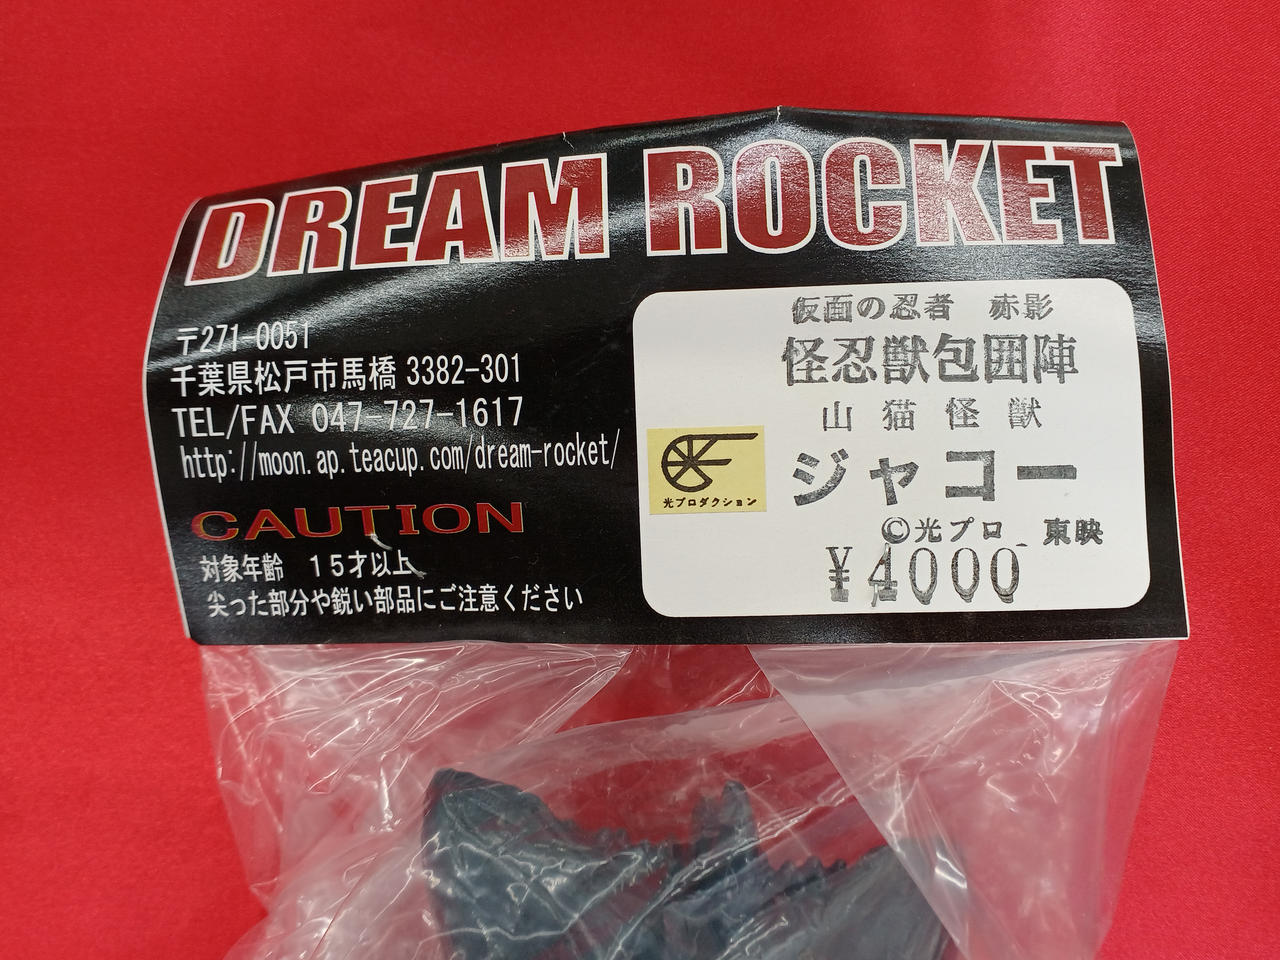 DREAM ROCKET
〒271-0051
千葉県松戸市馬橋 3382-301
TEL/FAX 047-727-1617
http://moon.ap.teacup.com/dream-rocket/
CAUTION
対象年齢　15才以上
尖った部分や鋭い部品にご注意ください
仮面の忍者　赤影
怪忍獣包囲陣
山猫怪獣
ジャコー
光プロダクション
©光プロ 東映
¥4000